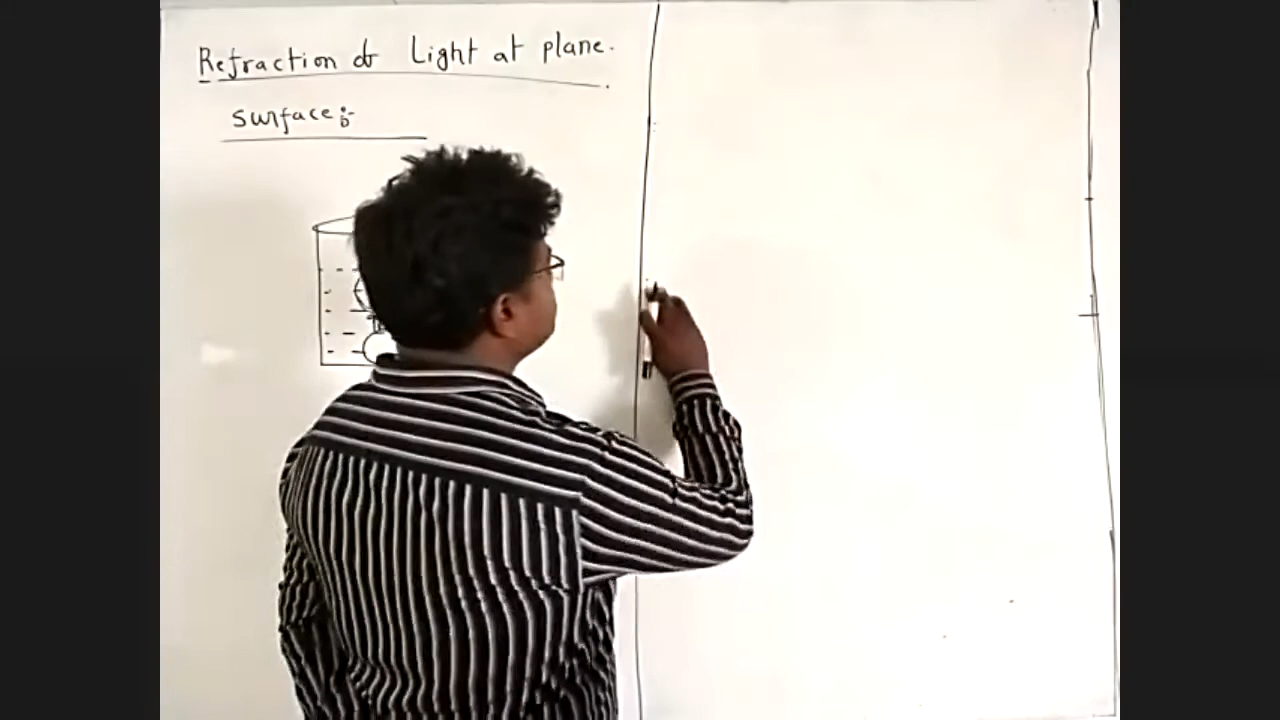 Refraction of Light at plane.
Surface:-